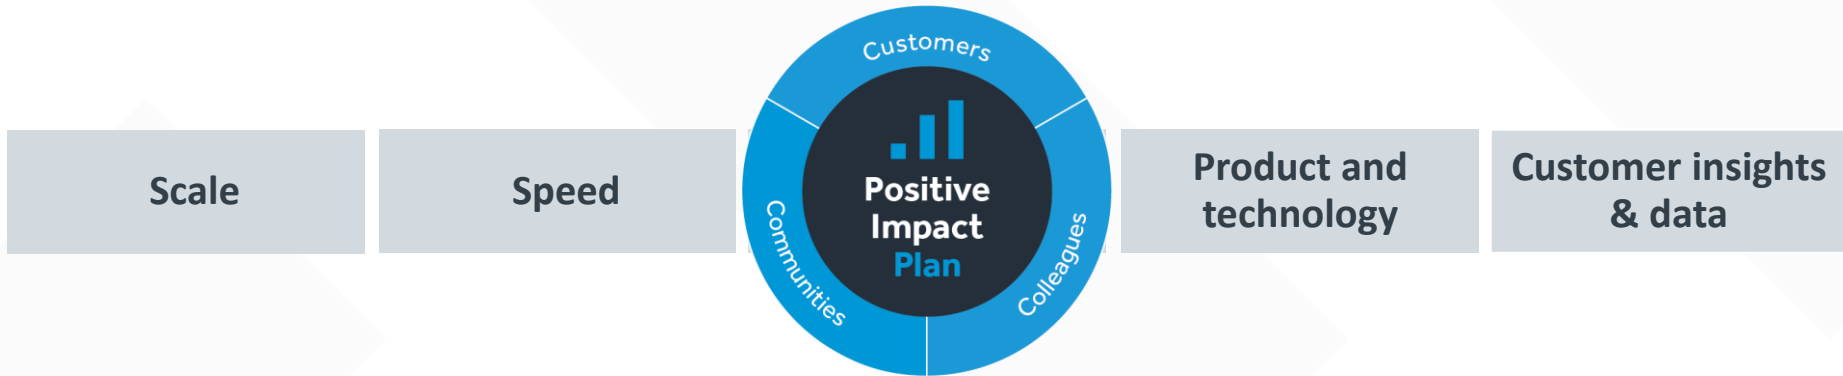 Scale
Speed
Customers
Communities
Colleagues
Positive
Impact
Plan
Product and
technology
Customer insights
& data